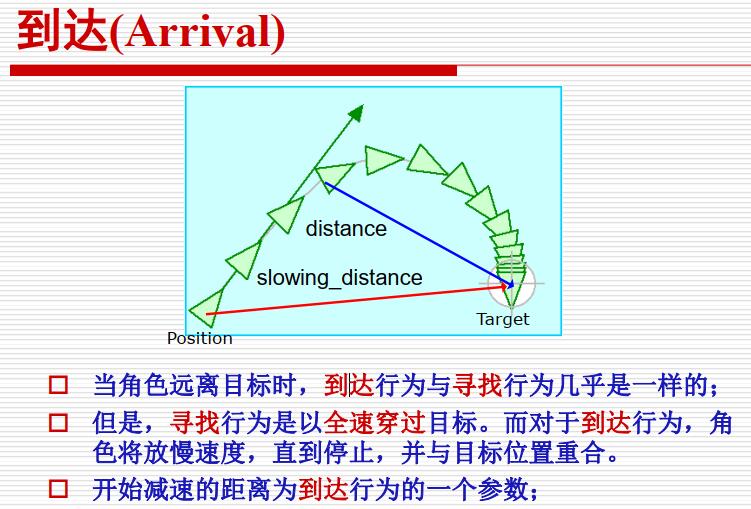 到达(Arrival)
distance
slowing_distance
Target
Position
当角色远离目标时，到达行为与寻找行为几乎是一样的；
但是，寻找行为是以全速穿过目标。而对于到达行为，角
色将放慢速度，直到停止，并与目标位置重合。
开始减速的距离为到达行为的一个参数；